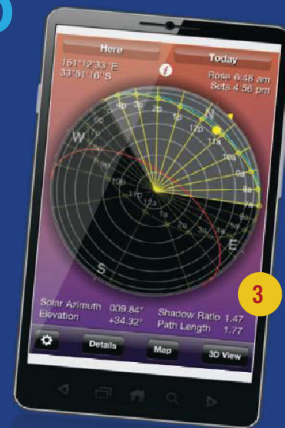 Here
Today
151°12'33"E
33°51'16"S
i
Rose 6:48 am
Sets 4:56 pm
N
W
E
S
3
Solar Azimuth 009.84°
Shadow Ratio 1.47
Elevation +34.32°
Path Length 1.77
Details
Map
3D View